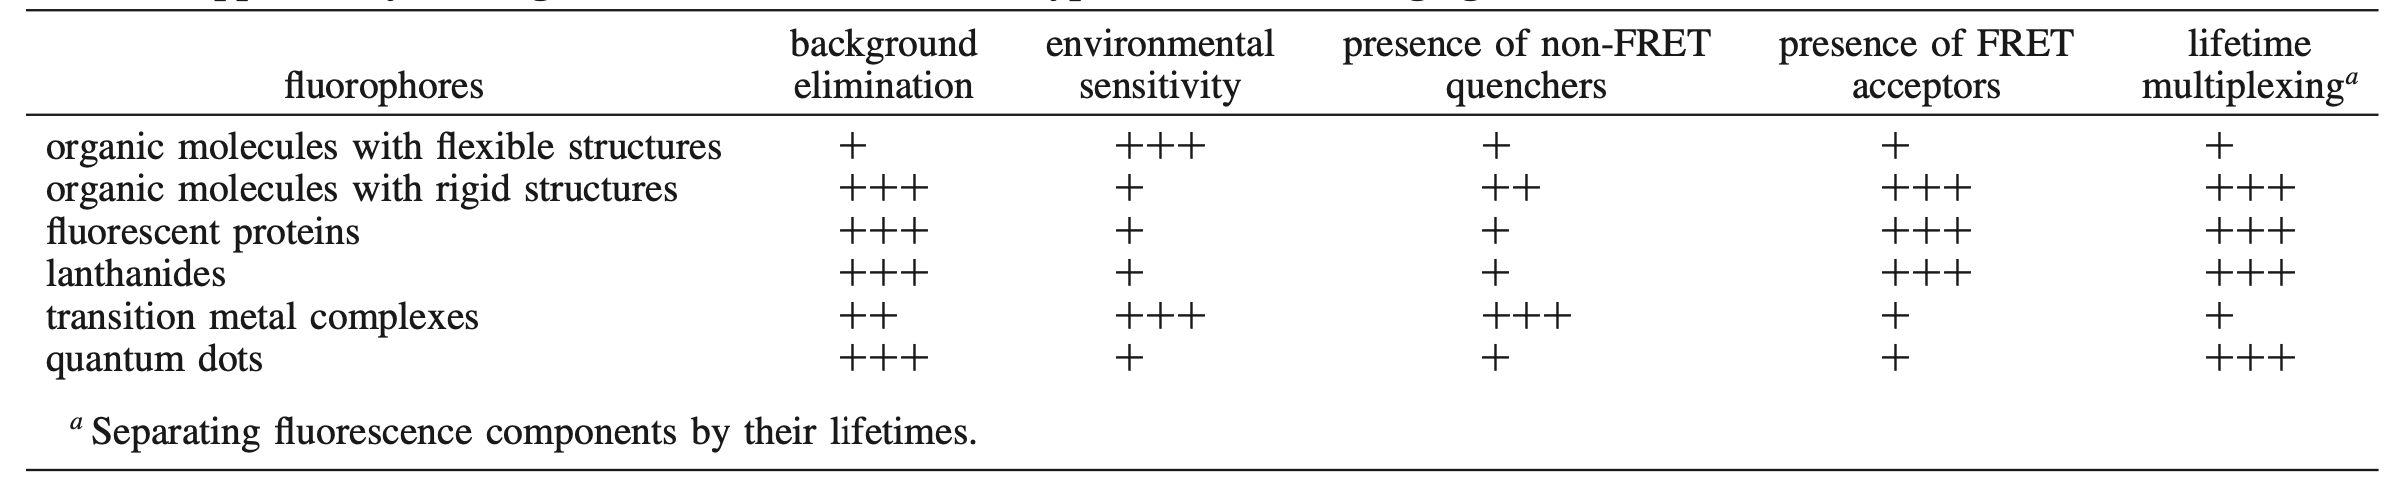 background environmental presence of non-FRET presence of FRET lifetime
fluorophores elimination sensitivity quenchers acceptors multiplexingᵃ
organic molecules with flexible structures + +++ + + +
organic molecules with rigid structures +++ + ++ +++ +++
fluorescent proteins +++ + + +++ +++
lanthanides +++ + + +++ +++
transition metal complexes ++ +++ +++ + +
quantum dots +++ + + + +++
ᵃ Separating fluorescence components by their lifetimes.